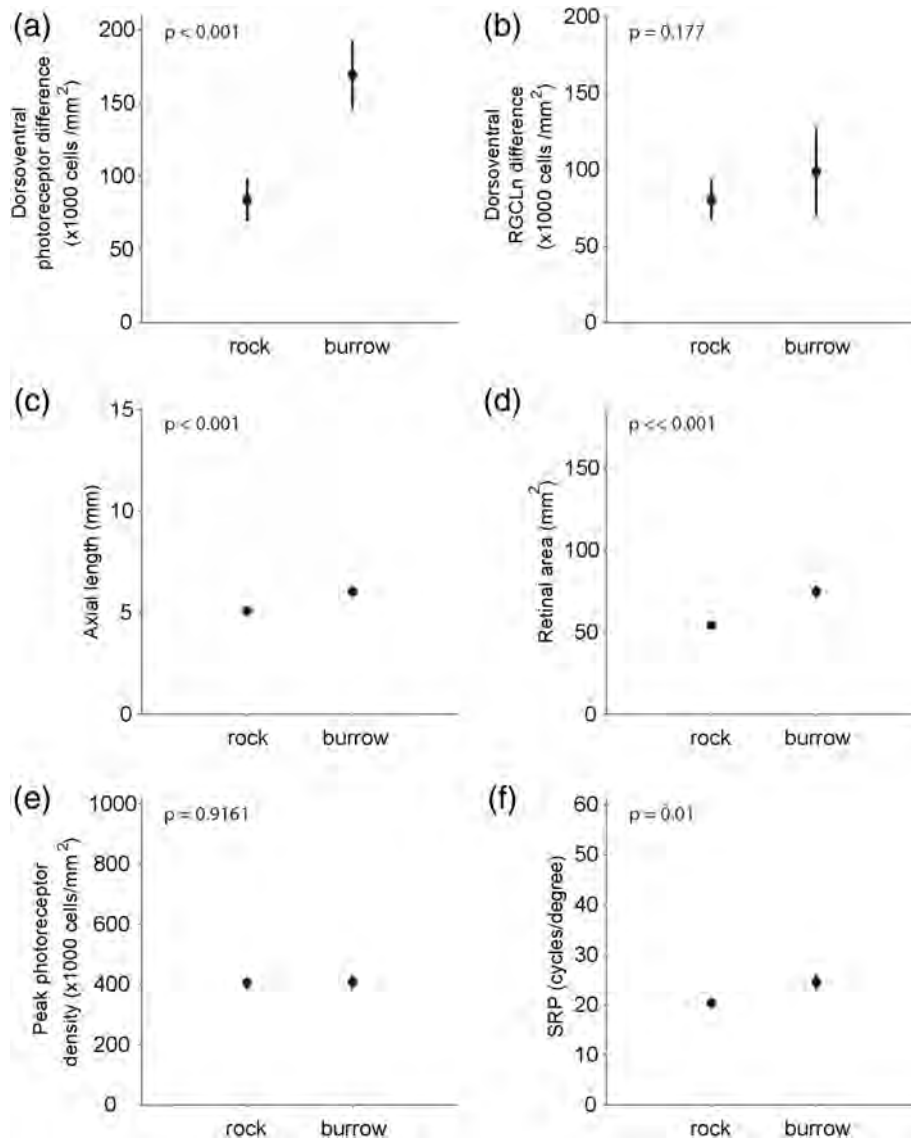 (a)
p < 0.001
200
150
100
50
0
Dorsoventral
photoreceptor difference
(x1000 cells /mm²)
rock burrow
(b)
p = 0.177
200
150
100
50
0
Dorsoventral
RGCLn difference
(x1000 cells /mm²)
rock burrow
(c)
p < 0.001
15
10
5
0
Axial length (mm)
rock burrow
(d)
p << 0.001
150
100
50
0
Retinal area (mm²)
rock burrow
(e)
p = 0.9161
1000
800
600
400
200
0
Peak photoreceptor
density (x1000 cells/mm²)
rock burrow
(f)
p = 0.01
60
50
40
30
20
10
0
SRP (cycles/degree)
rock burrow